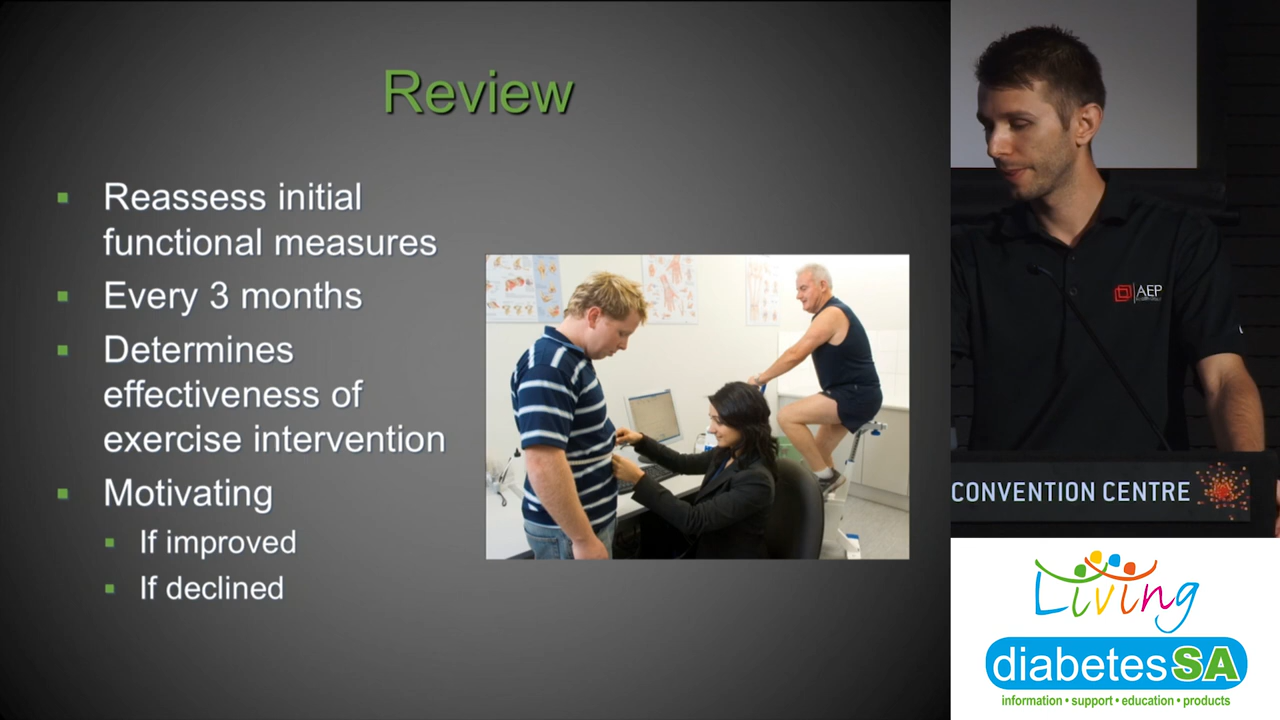 Review
Reassess initial
functional measures
Every 3 months
Determines
effectiveness of
exercise intervention
Motivating
If improved
If declined
AEP
CONVENTION CENTRE
Living
diabetesSA
information • support • education • products